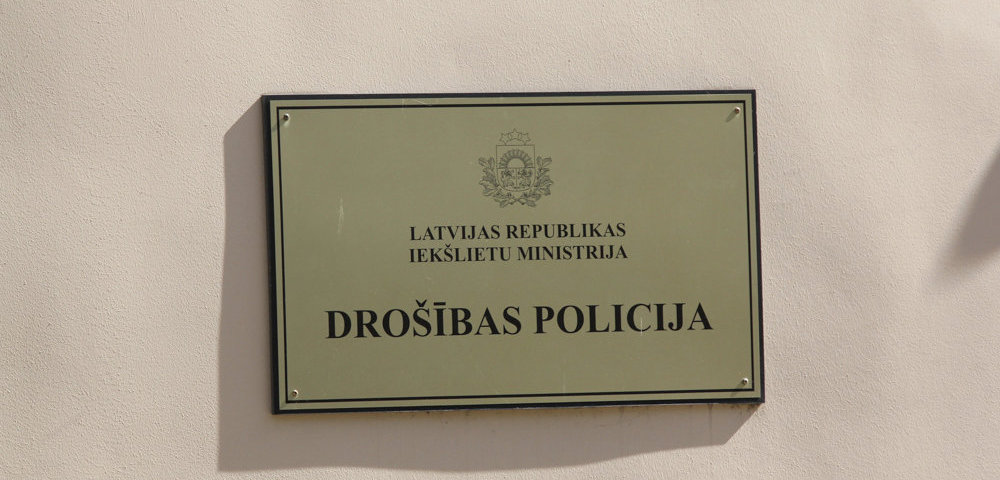 LATVIJAS REPUBLIKAS
IEKŠLIETU MINISTRIJA
DROŠĪBAS POLICIJA